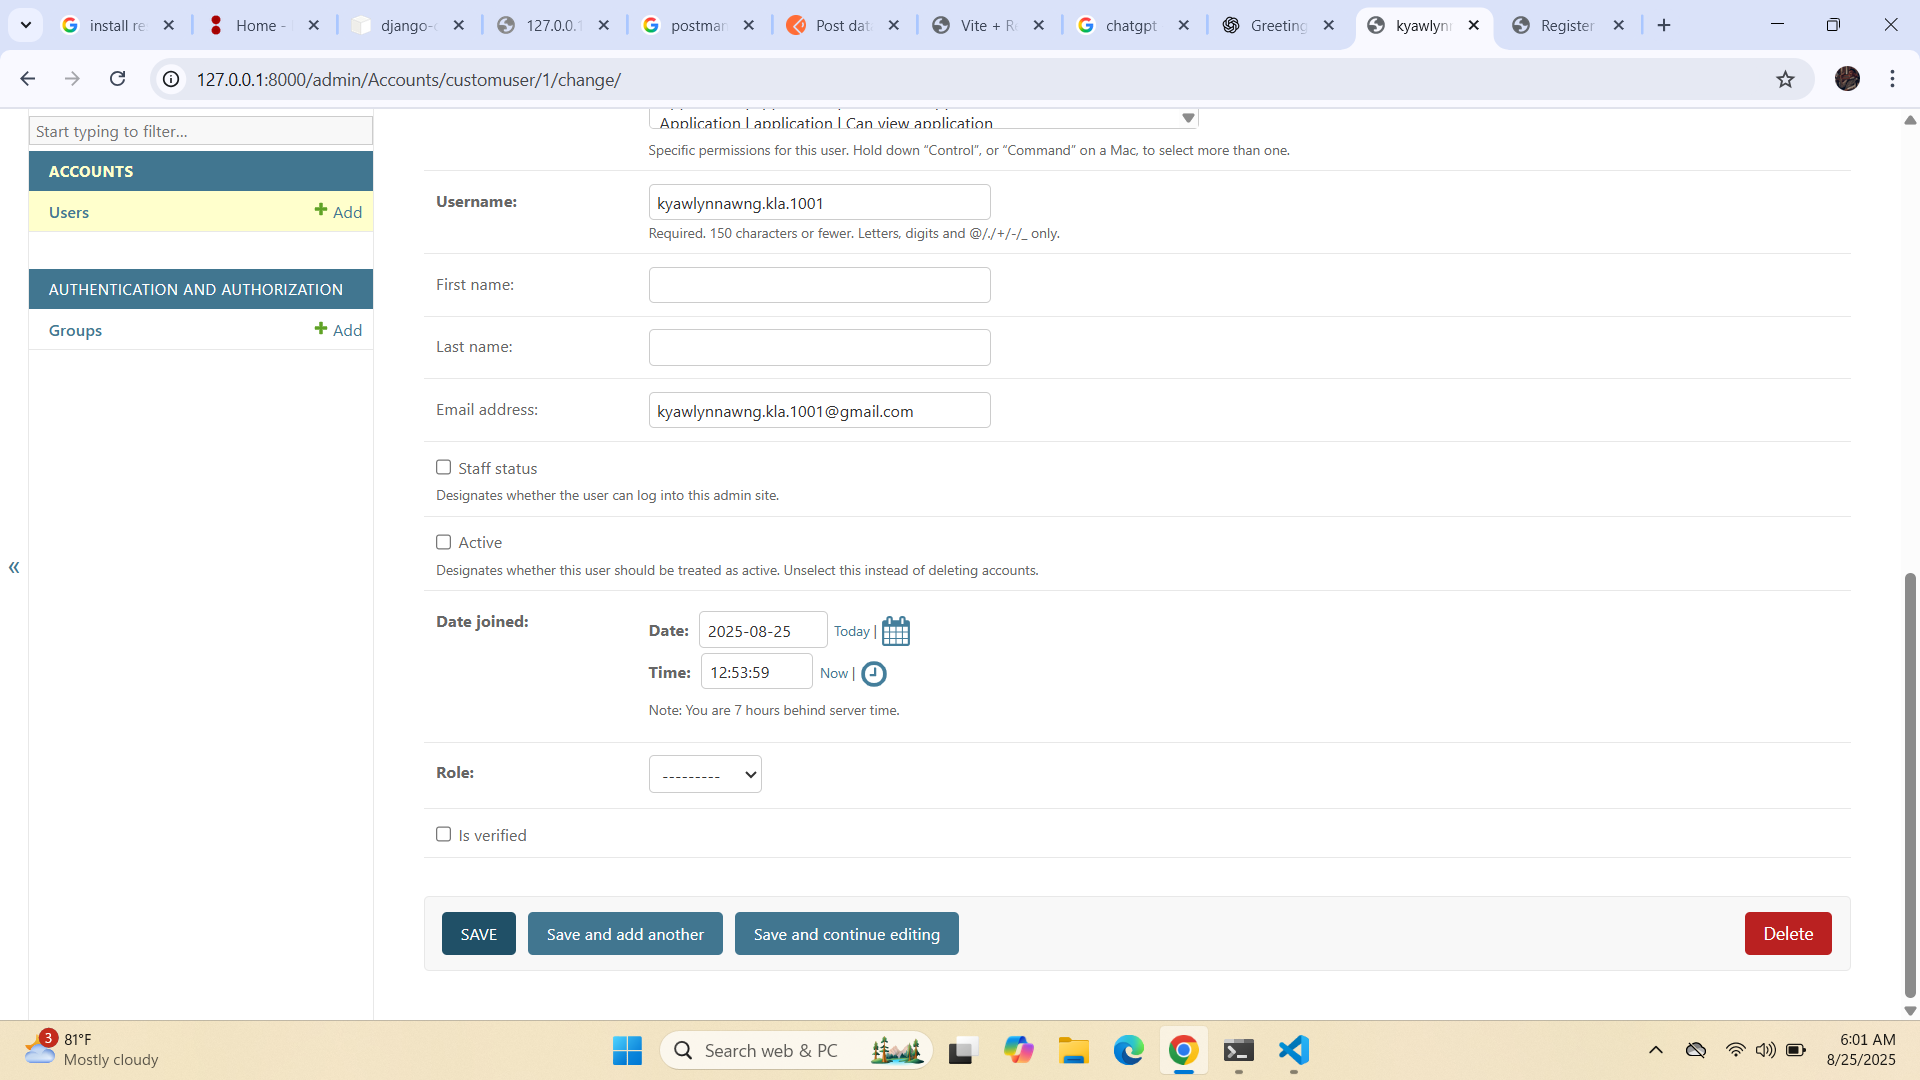 install re
Home -
django-c
127.0.0.1
postman
Post dat
Vite + Re
chatgpt
Greeting
kyawlynn
Register
127.0.0.1:8000/admin/Accounts/customuser/1/change/
Start typing to filter...
ACCOUNTS
Users
Add
AUTHENTICATION AND AUTHORIZATION
Groups
Add
Application | application | Can view application
Specific permissions for this user. Hold down “Control”, or “Command” on a Mac, to select more than one.
Username:
kyawlynnawng.kla.1001
Required. 150 characters or fewer. Letters, digits and @/./+/-/_ only.
First name:
Last name:
Email address:
kyawlynnawng.kla.1001@gmail.com
Staff status
Designates whether the user can log into this admin site.
Active
Designates whether this user should be treated as active. Unselect this instead of deleting accounts.
Date joined:
Date: 2025-08-25 Today |
Time: 12:53:59 Now |
Note: You are 7 hours behind server time.
Role:
---------
Is verified
SAVE
Save and add another
Save and continue editing
Delete
3
81°F
Mostly cloudy
Search web & PC
6:01 AM
8/25/2025